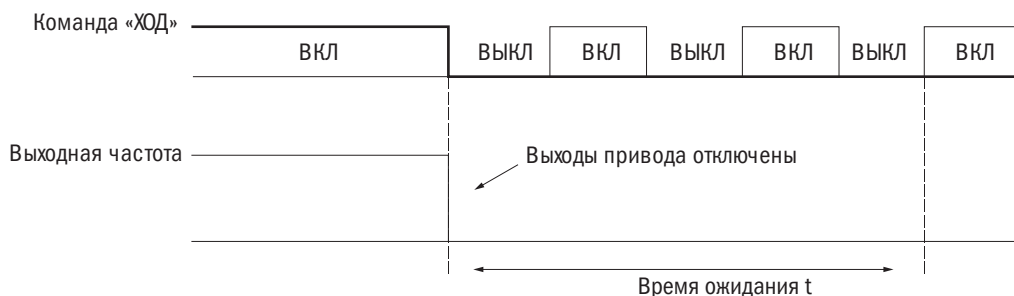 Команда «ХОД»
ВКЛ ВЫКЛ ВКЛ ВЫКЛ ВКЛ ВЫКЛ ВКЛ
Выходная частота
Выходы привода отключены
Время ожидания t